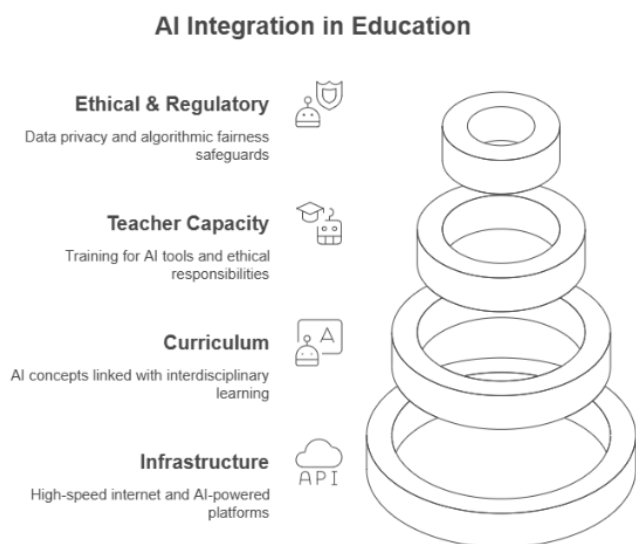 AI Integration in Education
Ethical & Regulatory
Data privacy and algorithmic fairness
safeguards
Teacher Capacity
Training for AI tools and ethical
responsibilities
A
Curriculum
AI concepts linked with interdisciplinary
learning
Infrastructure
API
High-speed internet and AI-powered
platforms